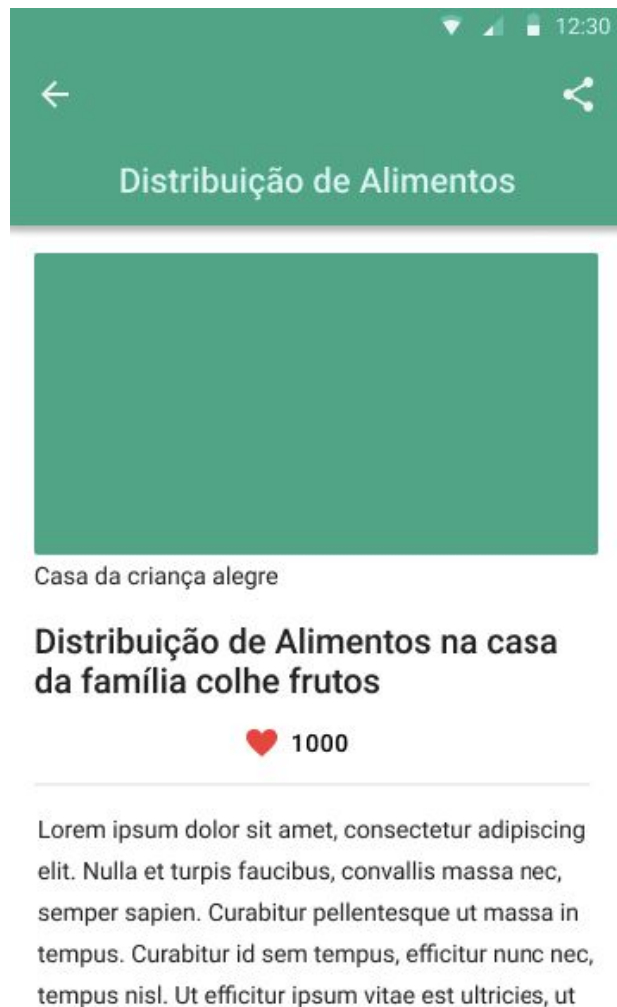 12:30
Distribuição de Alimentos
Casa da criança alegre
Distribuição de Alimentos na casa
da família colhe frutos
1000
Lorem ipsum dolor sit amet, consectetur adipiscing
elit. Nulla et turpis faucibus, convallis massa nec,
semper sapien. Curabitur pellentesque ut massa in
tempus. Curabitur id sem tempus, efficitur nunc nec,
tempus nisl. Ut efficitur ipsum vitae est ultricies, ut